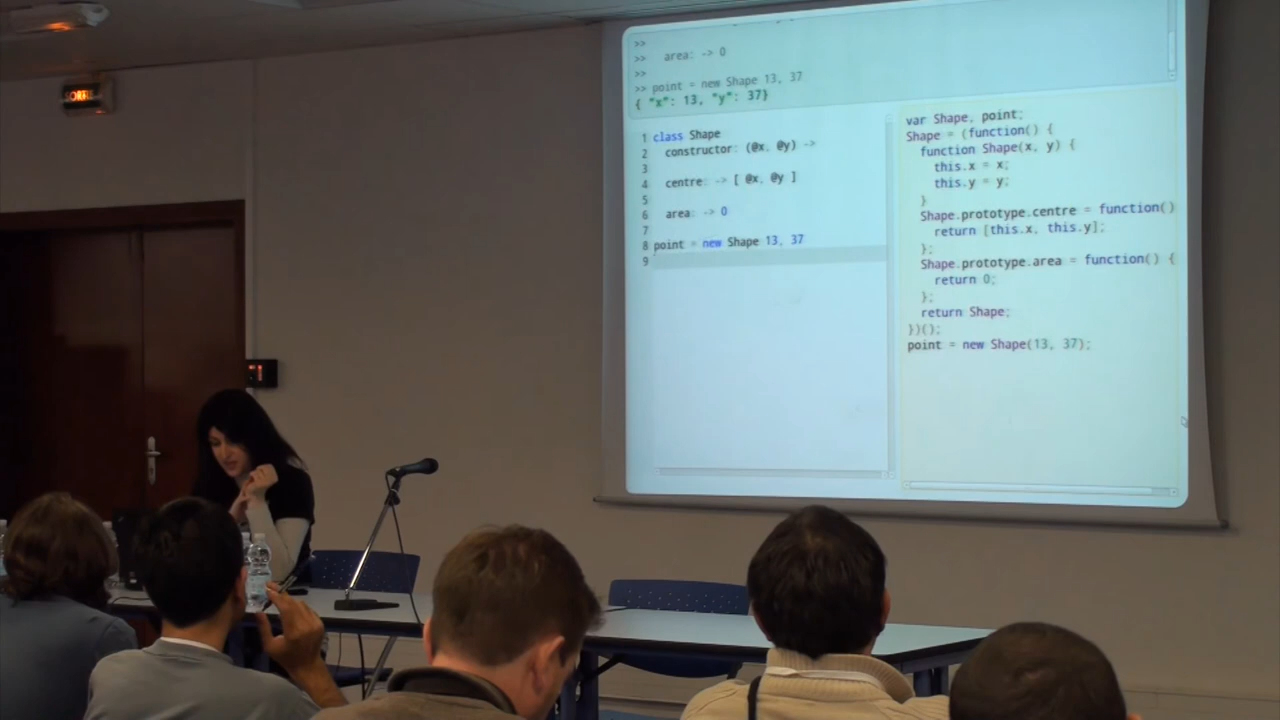 SORTIE
>>
>> area: -> 0
>>
>> point = new Shape 13, 37
{ "x": 13, "y": 37}
1 class Shape
2 constructor: (@x, @y) ->
3
4 centre: -> [ @x, @y ]
5
6 area: -> 0
7
8 point = new Shape 13, 37
9
var Shape, point;
Shape = (function() {
function Shape(x, y) {
this.x = x;
this.y = y;
}
Shape.prototype.centre = function()
return [this.x, this.y];
};
Shape.prototype.area = function() {
return 0;
};
return Shape;
})();
point = new Shape(13, 37);